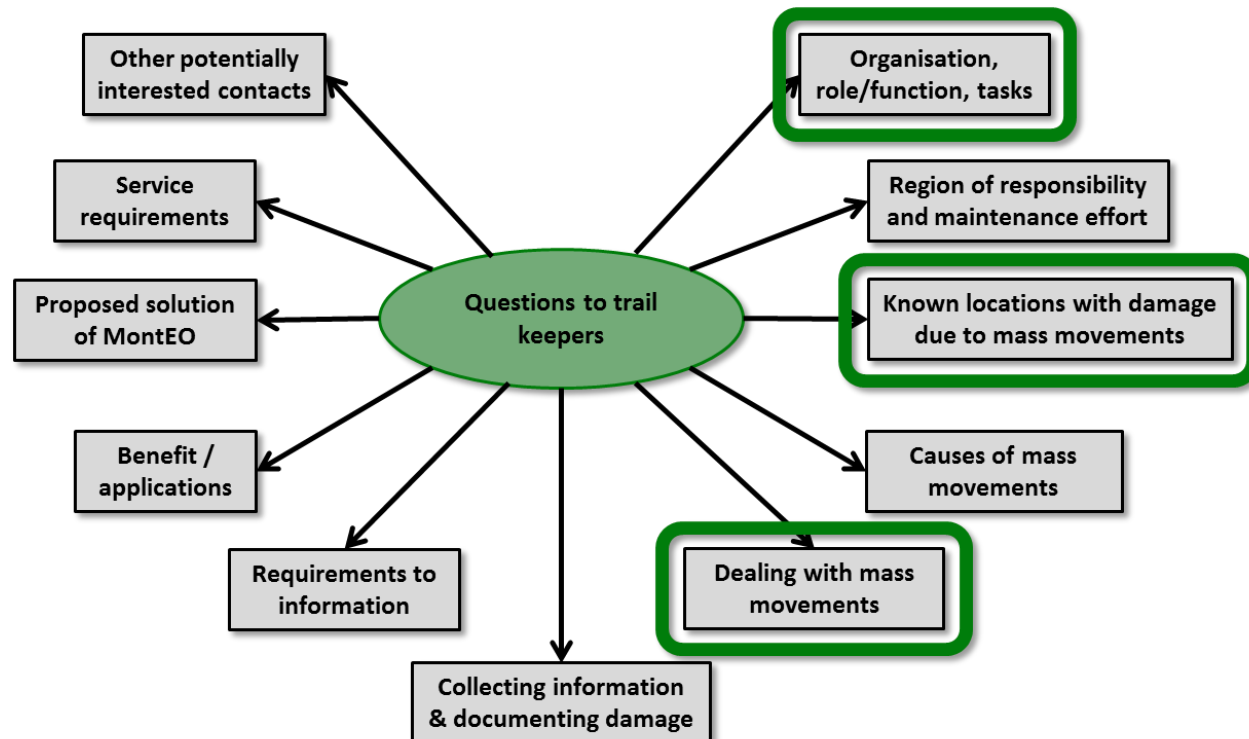 Other potentially
interested contacts
Organisation,
role/function, tasks
Service
requirements
Region of responsibility
and maintenance effort
Proposed solution
of MontEO
Questions to trail
keepers
Known locations with damage
due to mass movements
Benefit /
applications
Causes of mass
movements
Requirements to
information
Dealing with mass
movements
Collecting information
& documenting damage